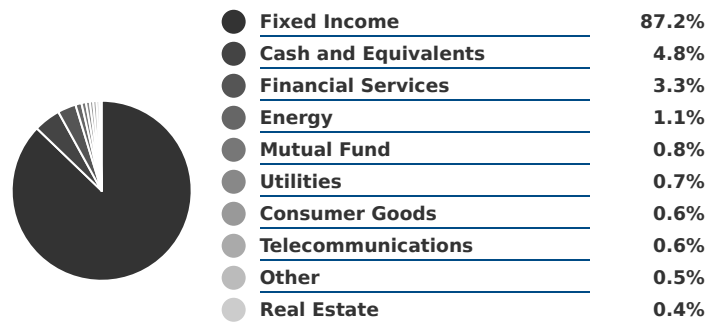 Fixed Income 87.2%
Cash and Equivalents 4.8%
Financial Services 3.3%
Energy 1.1%
Mutual Fund 0.8%
Utilities 0.7%
Consumer Goods 0.6%
Telecommunications 0.6%
Other 0.5%
Real Estate 0.4%